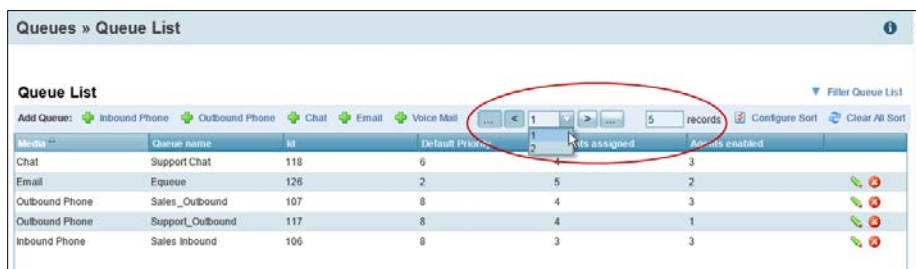 Queues » Queue List
Queue List
Filter Queue List
Add Queue: Inbound Phone Outbound Phone Chat Email Voice Mail ... < 1 > ... 5 records Configure Sort Clear All Sort
1
2
Media Queue name Id Default Priority assigned Agents enabled
Chat Support Chat 118 6 4 3
Email Equeue 126 2 5 2
Outbound Phone Sales_Outbound 107 8 4 3
Outbound Phone Support_Outbound 117 8 4 1
Inbound Phone Sales Inbound 106 8 3 3